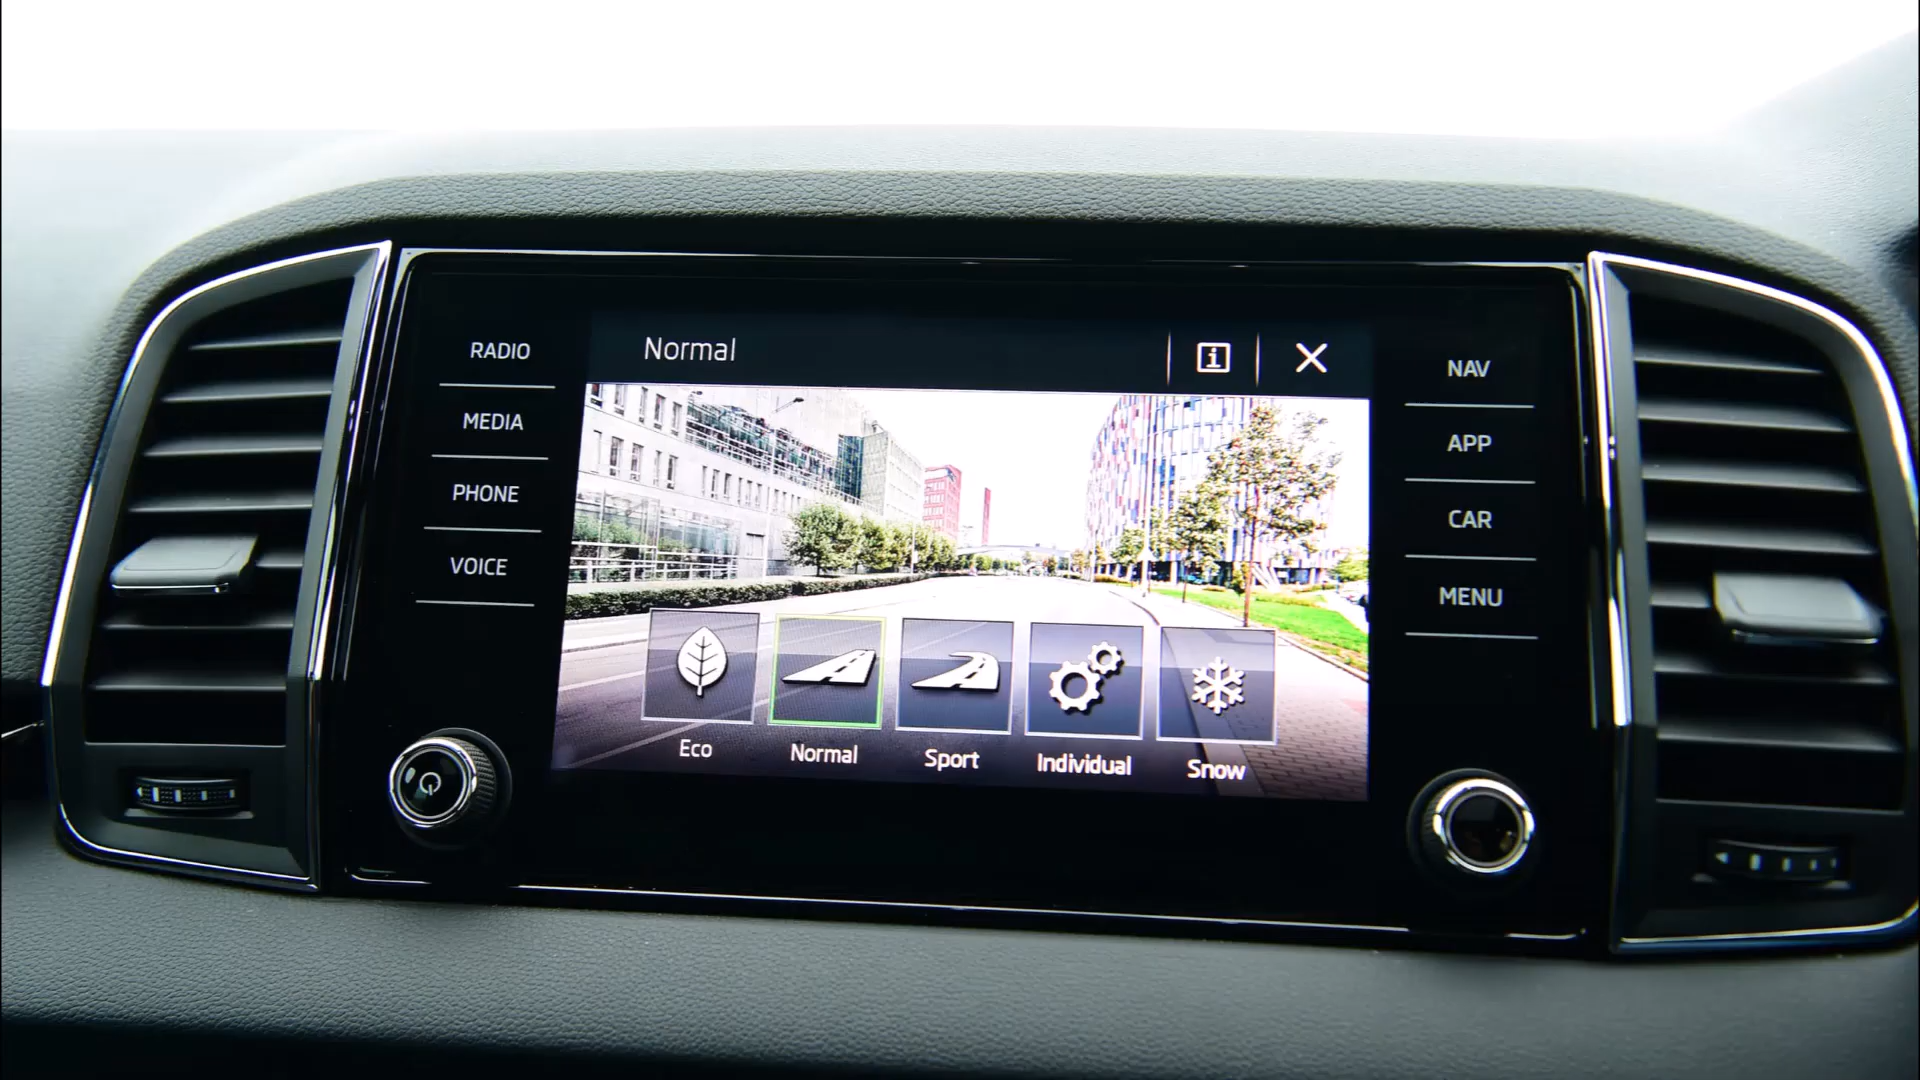 RADIO
MEDIA
PHONE
VOICE
Normal
Eco
Normal
Sport
Individual
Snow
NAV
APP
CAR
MENU